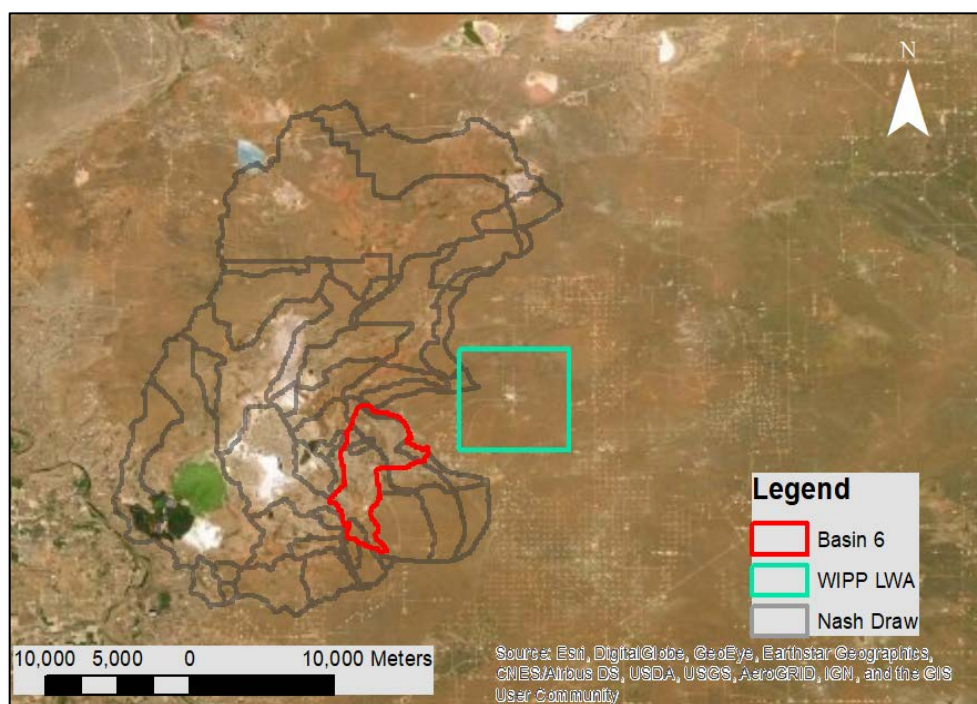 N
Legend
Basin 6
WIPP LWA
Nash Draw
10,000 5,000 0 10,000 Meters
Source: Esri, DigitalGlobe, GeoEye, Earthstar Geographics,
CNES/Airbus DS, USDA, USGS, AeroGRID, IGN, and the GIS
User Community